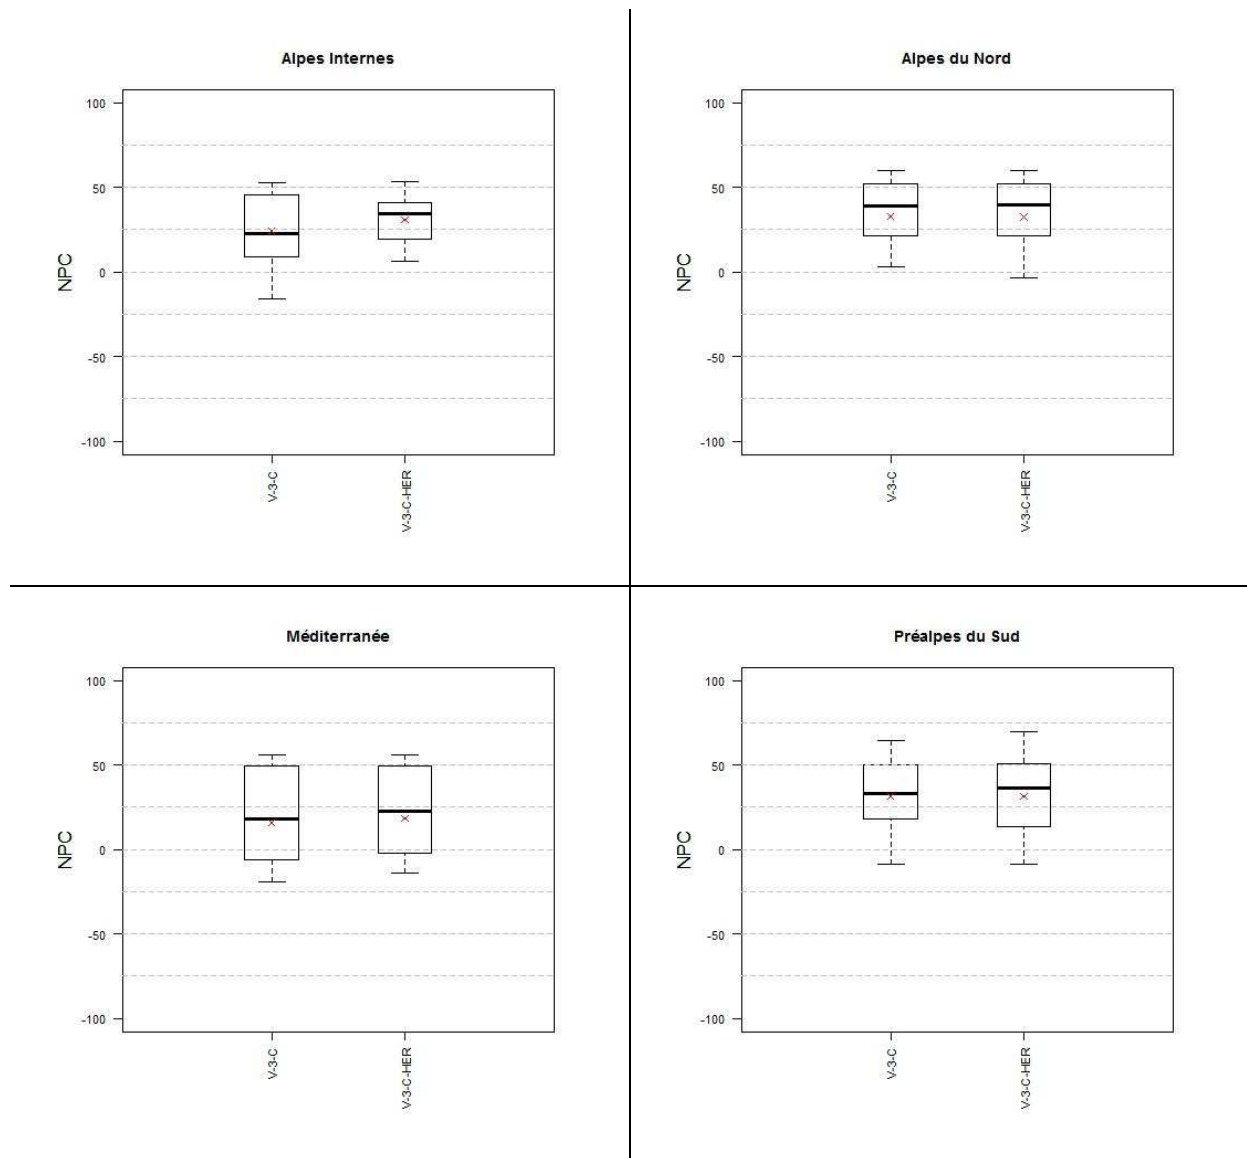 Alpes Internes
100
50
0
-50
-100
NPC
V-3-C
V-3-C-HER
Alpes du Nord
100
50
0
-50
-100
NPC
V-3-C
V-3-C-HER
Méditerranée
100
50
0
-50
-100
NPC
V-3-C
V-3-C-HER
Préalpes du Sud
100
50
0
-50
-100
NPC
V-3-C
V-3-C-HER